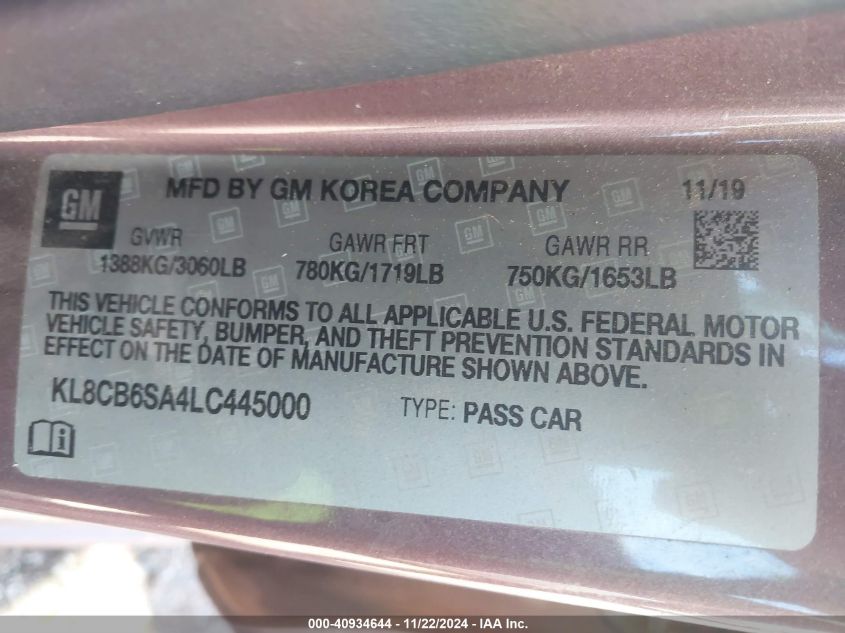 GM MFD BY GM KOREA COMPANY 11/19
GVWR GAWR FRT GAWR RR
1388KG/3060LB 780KG/1719LB 750KG/1653LB
THIS VEHICLE CONFORMS TO ALL APPLICABLE U.S. FEDERAL MOTOR
VEHICLE SAFETY, BUMPER, AND THEFT PREVENTION STANDARDS IN
EFFECT ON THE DATE OF MANUFACTURE SHOWN ABOVE.
KL8CB6SA4LC445000 TYPE: PASS CAR
000-40934644 - 11/22/2024 - IAA Inc.